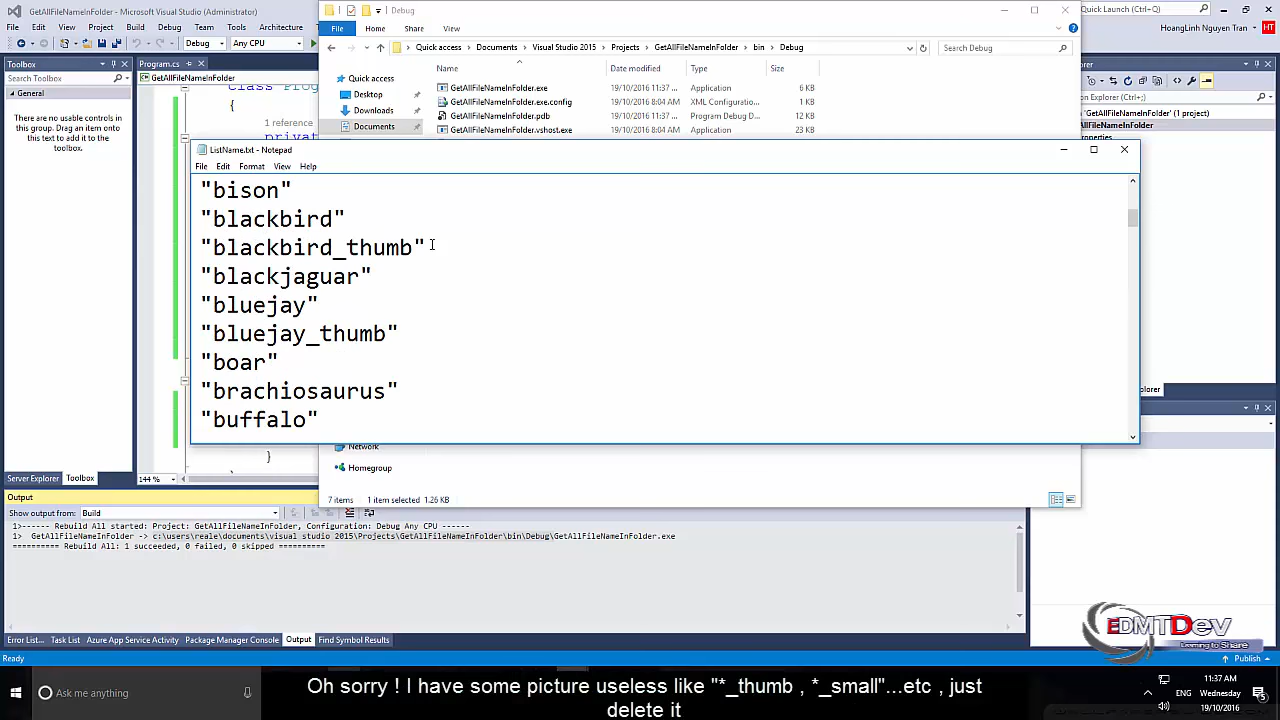 GetAllFileNameInFolder - Microsoft Visual Studio (Administrator)
File Edit View Project Build Debug Team Tools Architecture
Debug Any CPU
Toolbox
Search Toolbox
General
There are no usable controls in
this group. Drag an item onto
this text to add it to the
toolbox.
Server Explorer Toolbox
Program.cs
GetAllFileNameInFolder
class
{
1 reference
}
144 %
Debug
File Home Share View
Quick access Documents Visual Studio 2015 Projects GetAllFileNameInFolder bin Debug
Search Debug
Name Date modified Type Size
Quick access
Desktop
Downloads
Documents
GetAllFileNameInFolder.exe 19/10/2016 11:37 ... Application 6 KB
GetAllFileNameInFolder.exe.config 19/10/2016 8:04 AM XML Configuratio... 1 KB
GetAllFileNameInFolder.pdb 19/10/2016 11:37 ... Program Debug D... 12 KB
GetAllFileNameInFolder.vshost.exe 19/10/2016 8:04 AM Application 23 KB
ListName.txt - Notepad
File Edit Format View Help
"bison"
"blackbird"
"blackbird_thumb"
"blackjaguar"
"bluejay"
"bluejay_thumb"
"boar"
"brachiosaurus"
"buffalo"
Network
Homegroup
7 items 1 item selected 1.26 KB
Quick Launch (Ctrl+Q)
HoangLinh Nguyen Tran HT
Explorer (Ctrl+;)
'GetAllFileNameInFolder' (1 project)
Output
Show output from: Build
1>------ Rebuild All started: Project: GetAllFileNameInFolder, Configuration: Debug Any CPU ------
1> GetAllFileNameInFolder -> c:\users\reale\documents\visual studio 2015\Projects\GetAllFileNameInFolder\bin\Debug\GetAllFileNameInFolder.exe
========== Rebuild All: 1 succeeded, 0 failed, 0 skipped ==========
Error List... Task List Azure App Service Activity Package Manager Console Output Find Symbol Results
Ready
Publish
EDMTDev
Learning to Share
Ask me anything
Oh sorry ! I have some picture useless like "*_thumb , *_small"...etc , just
delete it
ENG
11:37 AM
Wednesday
19/10/2016